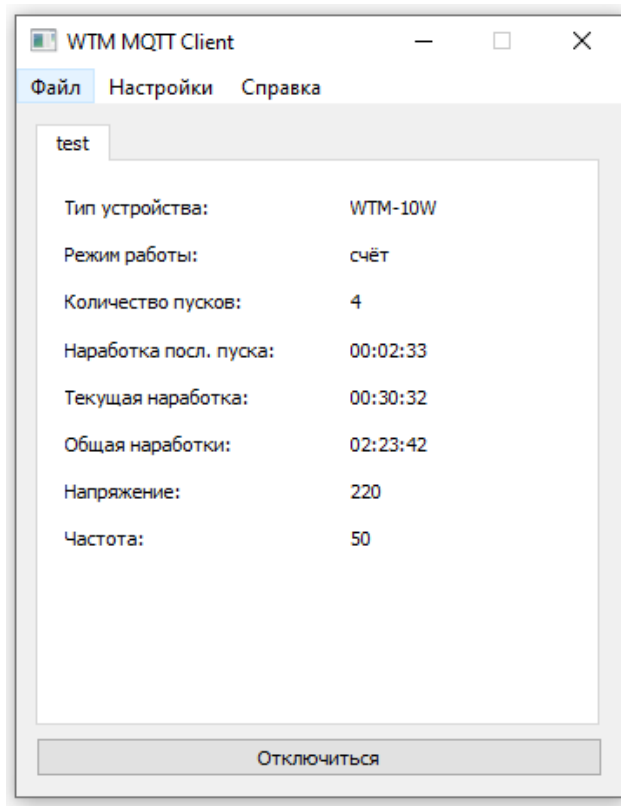 WTM MQTT Client
Файл Настройки Справка
test
Тип устройства: WTM-10W
Режим работы: счёт
Количество пусков: 4
Наработка посл. пуска: 00:02:33
Текущая наработка: 00:30:32
Общая наработки: 02:23:42
Напряжение: 220
Частота: 50
Отключиться